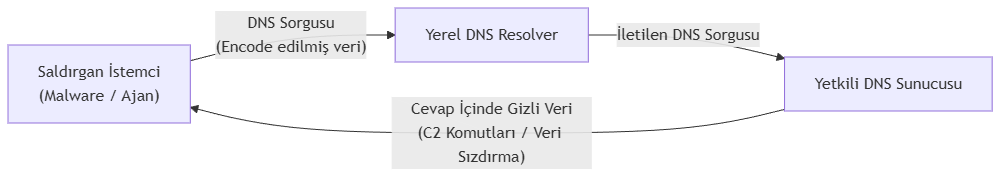 Saldırgan İstemci
(Malware / Ajan)
DNS Sorgusu
(Encode edilmiş veri)
Yerel DNS Resolver
İletilen DNS Sorgusu
Yetkili DNS Sunucusu
Cevap İçinde Gizli Veri
(C2 Komutları / Veri
Sızdırma)